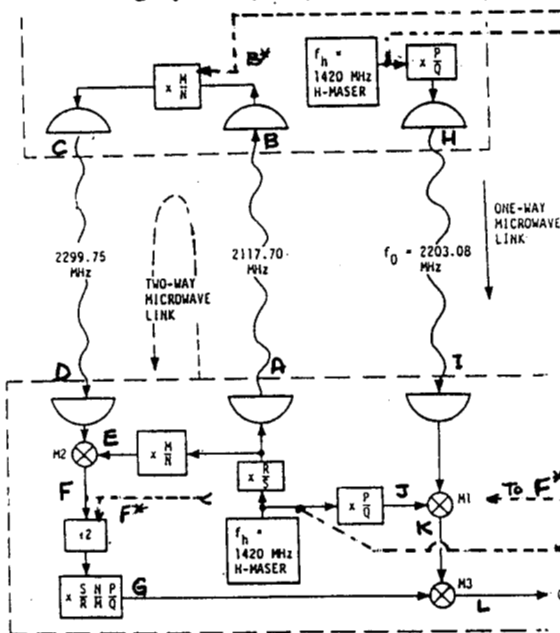 B*
x M/N
f_h =
1420 MHz
H-MASER
x P/Q
C
B
H
2299.75
MHz
2117.70
MHz
f_0 = 2203.08
MHz
ONE-WAY
MICROWAVE
LINK
TWO-WAY
MICROWAVE
LINK
D
A
I
M2
E
x M/N
x R/S
F
F*
x P/Q
J
M1
To F*
K
÷2
f_h =
1420 MHz
H-MASER
x S/R N/M P/Q
G
M3
L